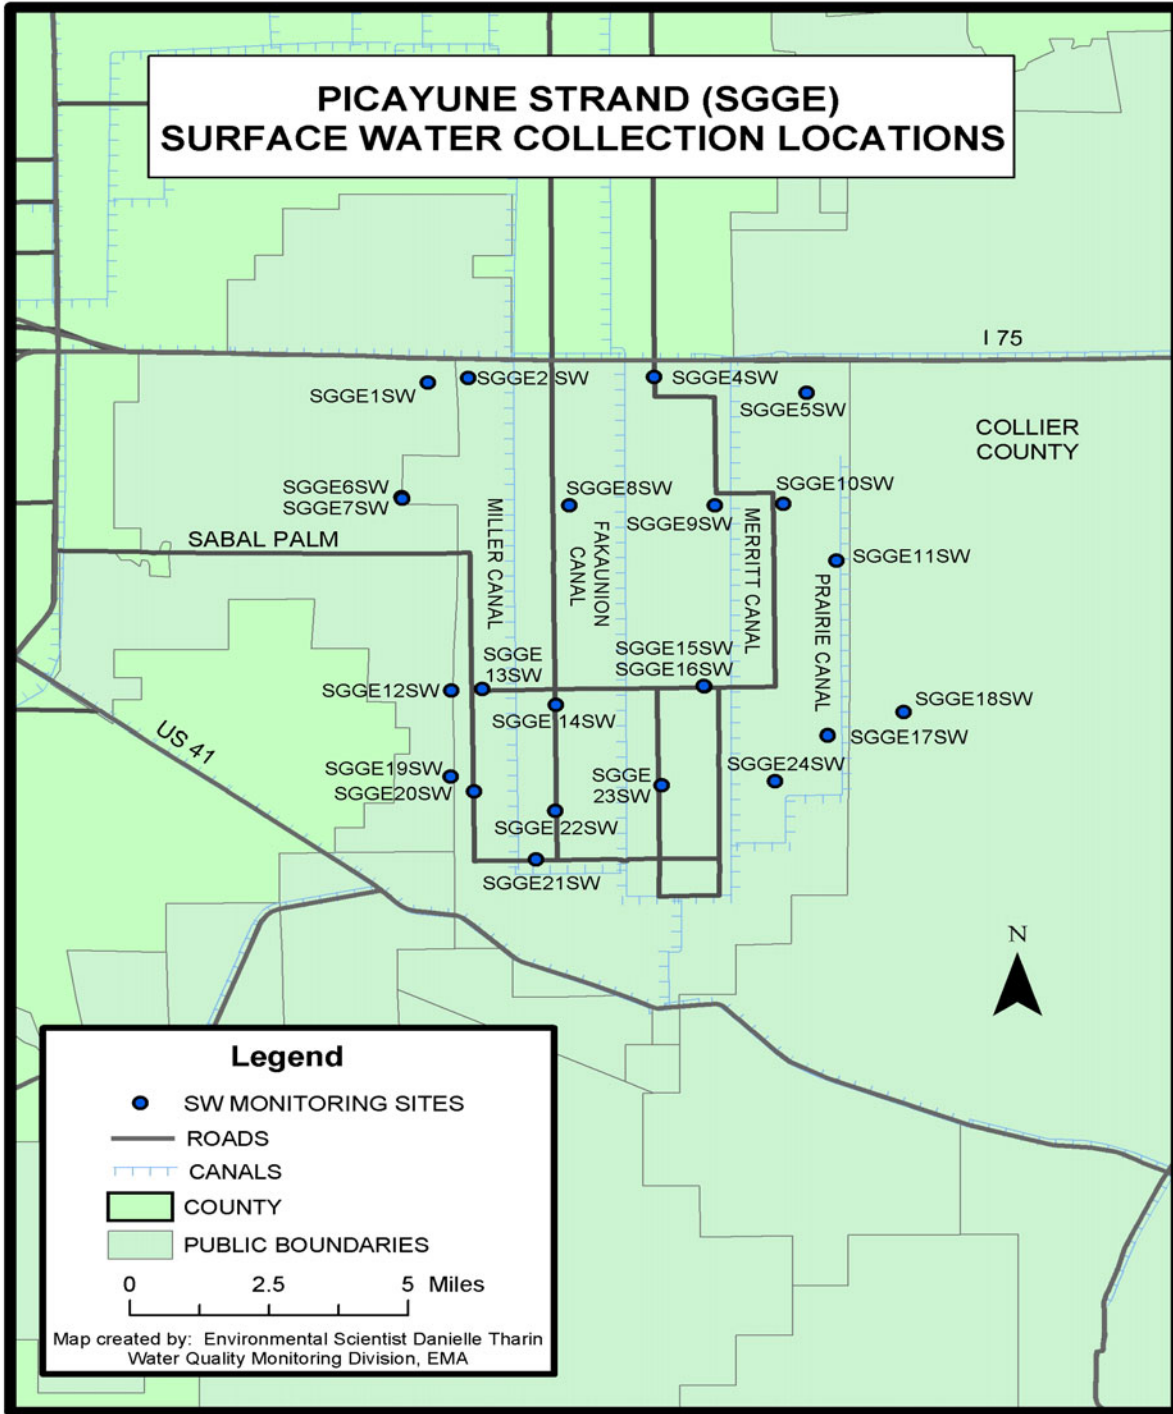 PICAYUNE STRAND (SGGE)
SURFACE WATER COLLECTION LOCATIONS
I 75
SGGE1SW
SGGE2 SW
SGGE4SW
SGGE5SW
COLLIER
COUNTY
SGGE6SW
SGGE7SW
SGGE8SW
SGGE9SW
SGGE10SW
SABAL PALM
MILLER CANAL
FAKAUNION
CANAL
MERRITT CANAL
PRAIRIE CANAL
SGGE11SW
SGGE12SW
SGGE
13SW
SGGE 14SW
SGGE15SW
SGGE16SW
SGGE18SW
SGGE17SW
US 41
SGGE19SW
SGGE20SW
SGGE 22SW
SGGE
23SW
SGGE24SW
SGGE21SW
N
Legend
SW MONITORING SITES
ROADS
CANALS
COUNTY
PUBLIC BOUNDARIES
0 2.5 5 Miles
Map created by: Environmental Scientist Danielle Tharin
Water Quality Monitoring Division, EMA